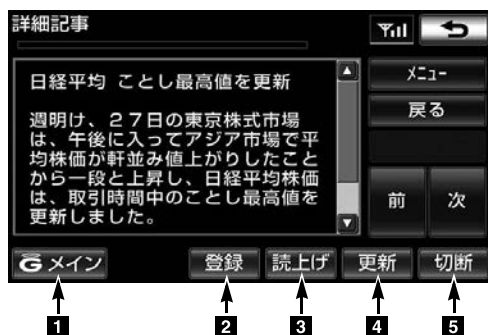 詳細記事
日経平均 ことし最高値を更新
週明け、２７日の東京株式市場
は、午後に入ってアジア市場で平
均株価が軒並み値上がりしたこと
から一段と上昇し、日経平均株価
は、取引時間中のことし最高値を
更新しました。
ﾒﾆｭｰ
戻る
前 次
G メイン 登録 読上げ 更新 切断
1 2 3 4 5